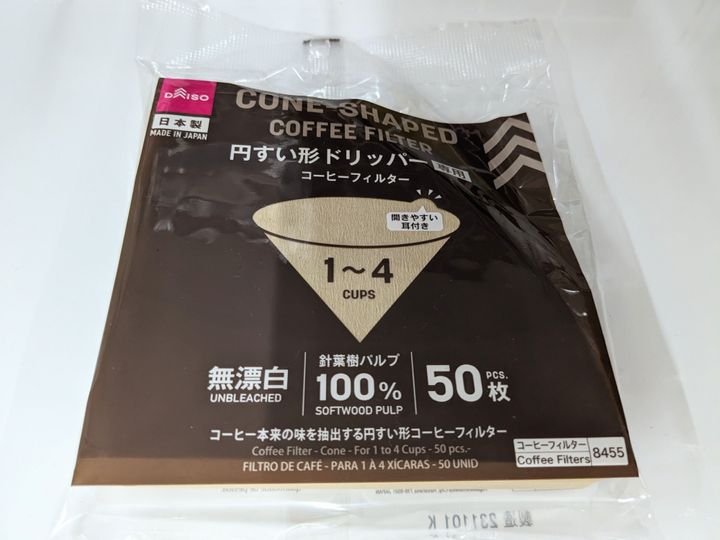 DAISO
日本製
MADE IN JAPAN
CONE-SHAPED
COFFEE FILTER
円すい形ドリッパー 専用
コーヒーフィルター
開きやすい
耳付き
1～4
CUPS
無漂白
UNBLEACHED
針葉樹パルプ
100%
SOFTWOOD PULP
50 PCS. 枚
コーヒー本来の味を抽出する円すい形コーヒーフィルター
Coffee Filter - Cone - For 1 to 4 Cups - 50 pcs.-
FILTRO DE CAFÉ - PARA 1 À 4 XÍCARAS - 50 UNID
コーヒーフィルター
Coffee Filters
8455
製造 231101 K